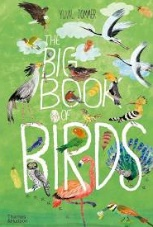 YUVAL ZOMMER
THE
BIG
BOOK
OF
BIRDS
Thames
&Hudson